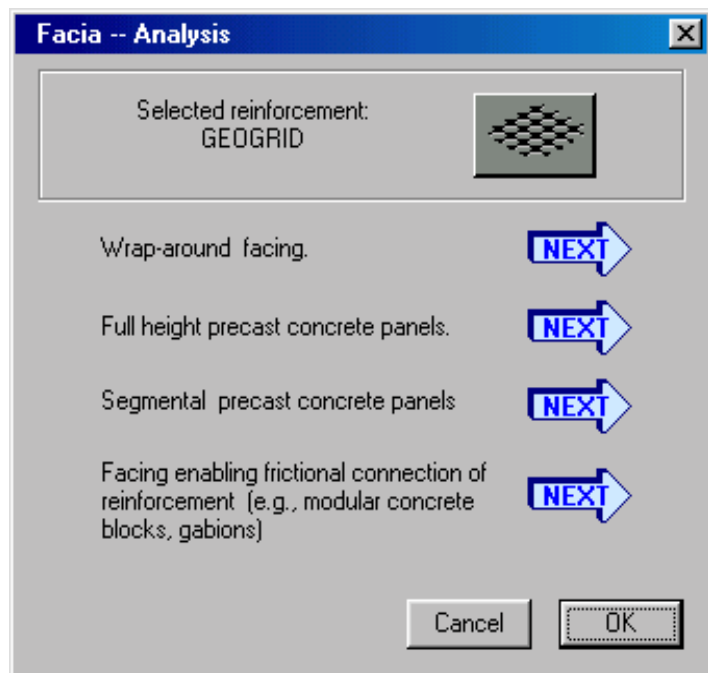 Facia -- Analysis
Selected reinforcement:
GEOGRID
Wrap-around facing.
NEXT
Full height precast concrete panels.
NEXT
Segmental precast concrete panels
NEXT
Facing enabling frictional connection of
reinforcement (e.g., modular concrete
blocks, gabions)
NEXT
Cancel
OK